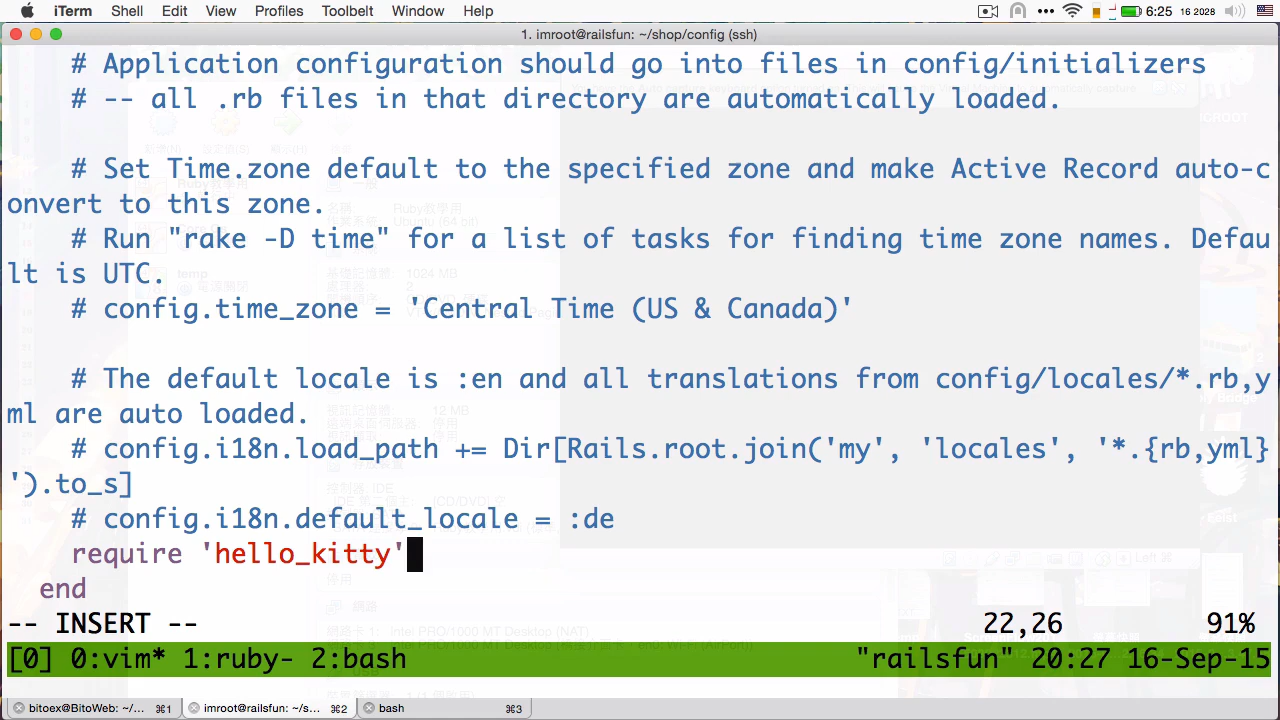 iTerm Shell Edit View Profiles Toolbelt Window Help 6:25 16 2028
1. imroot@railsfun: ~/shop/config (ssh)
# Application configuration should go into files in config/initializers
# -- all .rb files in that directory are automatically loaded.
# Set Time.zone default to the specified zone and make Active Record auto-c
onvert to this zone.
# Run "rake -D time" for a list of tasks for finding time zone names. Defau
lt is UTC.
# config.time_zone = 'Central Time (US & Canada)'
# The default locale is :en and all translations from config/locales/*.rb,y
ml are auto loaded.
# config.i18n.load_path += Dir[Rails.root.join('my', 'locales', '*.{rb,yml}
').to_s]
# config.i18n.default_locale = :de
require 'hello_kitty'
end
-- INSERT -- 22,26 91%
[0] 0:vim* 1:ruby- 2:bash "railsfun" 20:27 16-Sep-15
bitoex@BitoWeb: ~/... ⌘1 imroot@railsfun: ~/s... ⌘2 bash ⌘3